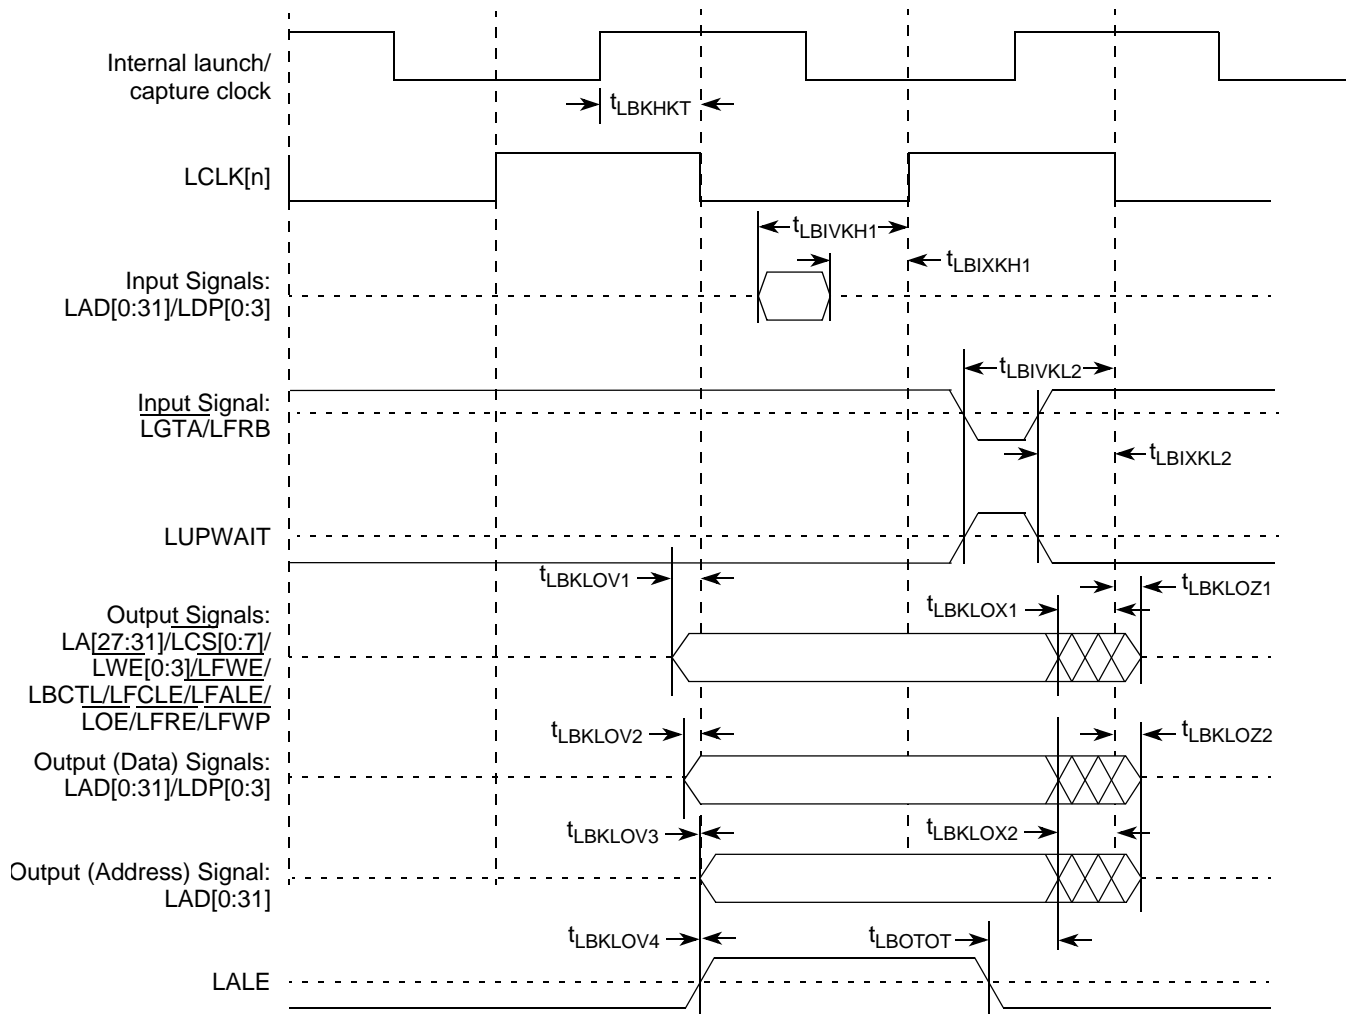 Internal launch/
capture clock
tLBKHKT
LCLK[n]
tLBIVKH1
tLBIXKH1
Input Signals:
LAD[0:31]/LDP[0:3]
tLBIVKL2
Input Signal:
LGTA/LFRB
tLBIXKL2
LUPWAIT
tLBKLOV1
tLBKLOX1
tLBKLOZ1
Output Signals:
LA[27:31]/LCS[0:7]/
LWE[0:3]/LFWE/
LBCTL/LFCLE/LFALE/
LOE/LFRE/LFWP
tLBKLOV2
tLBKLOZ2
Output (Data) Signals:
LAD[0:31]/LDP[0:3]
tLBKLOV3
tLBKLOX2
Output (Address) Signal:
LAD[0:31]
tLBKLOV4
tLBOTOT
LALE